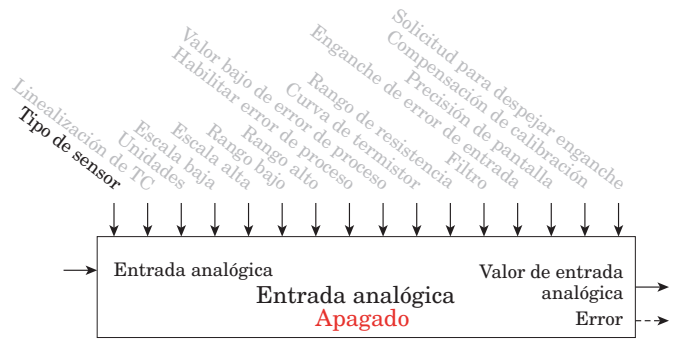 Tipo de sensor
Linealización de TC
Unidades
Escala baja
Escala alta
Rango bajo
Rango alto
Habilitar error de proceso
Valor bajo de error de proceso
Curva de termistor
Rango de resistencia
Filtro
Enganche de error de entrada
Precisión de pantalla
Compensación de calibración
Solicitud para despejar enganche
Entrada analógica
Entrada analógica
Apagado
Valor de entrada
analógica
Error